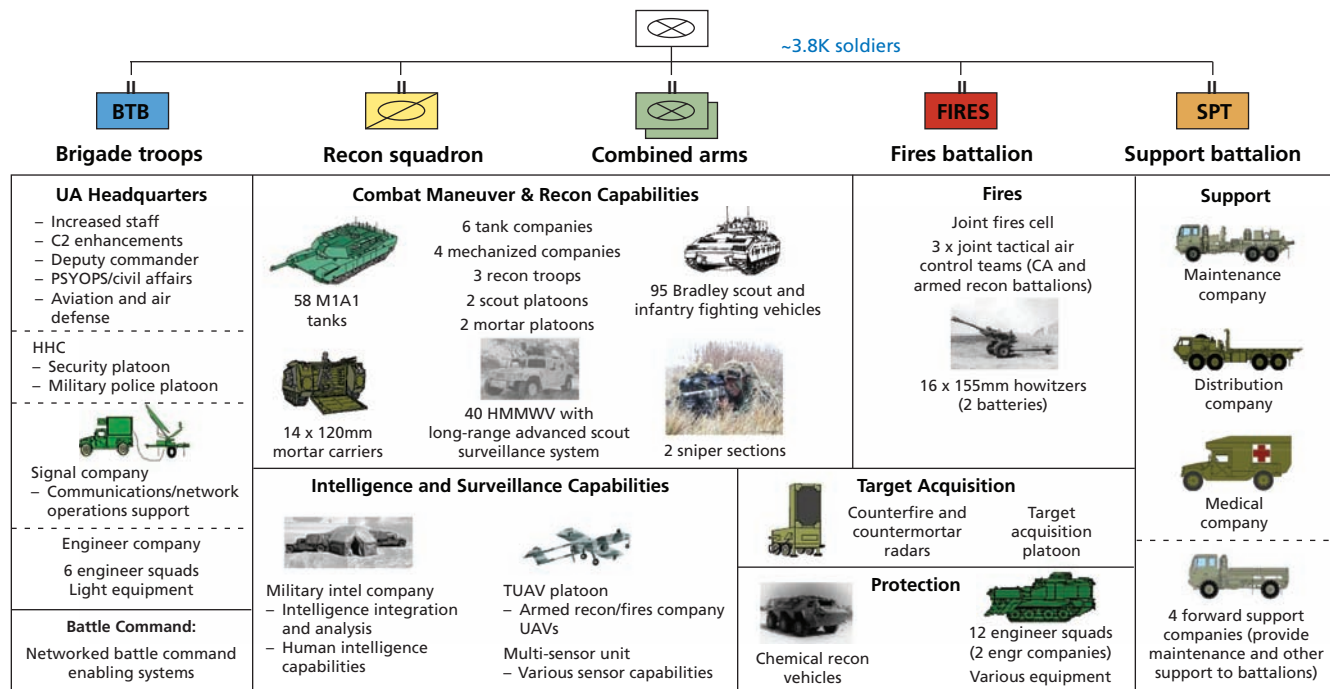 ~3.8K soldiers
BTB
FIRES
SPT
Brigade troops
Recon squadron
Combined arms
Fires battalion
Support battalion
UA Headquarters
– Increased staff
– C2 enhancements
– Deputy commander
– PSYOPS/civil affairs
– Aviation and air
defense
HHC
– Security platoon
– Military police platoon
Signal company
– Communications/network
operations support
Engineer company
6 engineer squads
Light equipment
Battle Command:
Networked battle command
enabling systems
Combat Maneuver & Recon Capabilities
58 M1A1
tanks
6 tank companies
4 mechanized companies
3 recon troops
2 scout platoons
2 mortar platoons
95 Bradley scout and
infantry fighting vehicles
14 x 120mm
mortar carriers
40 HMMWV with
long-range advanced scout
surveillance system
2 sniper sections
Intelligence and Surveillance Capabilities
Military intel company
– Intelligence integration
and analysis
– Human intelligence
capabilities
TUAV platoon
– Armed recon/fires company
UAVs
Multi-sensor unit
– Various sensor capabilities
Fires
Joint fires cell
3 x joint tactical air
control teams (CA and
armed recon battalions)
16 x 155mm howitzers
(2 batteries)
Target Acquisition
Counterfire and
countermortar
radars
Target
acquisition
platoon
Protection
Chemical recon
vehicles
12 engineer squads
(2 engr companies)
Various equipment
Support
Maintenance
company
Distribution
company
Medical
company
4 forward support
companies (provide
maintenance and other
support to battalions)